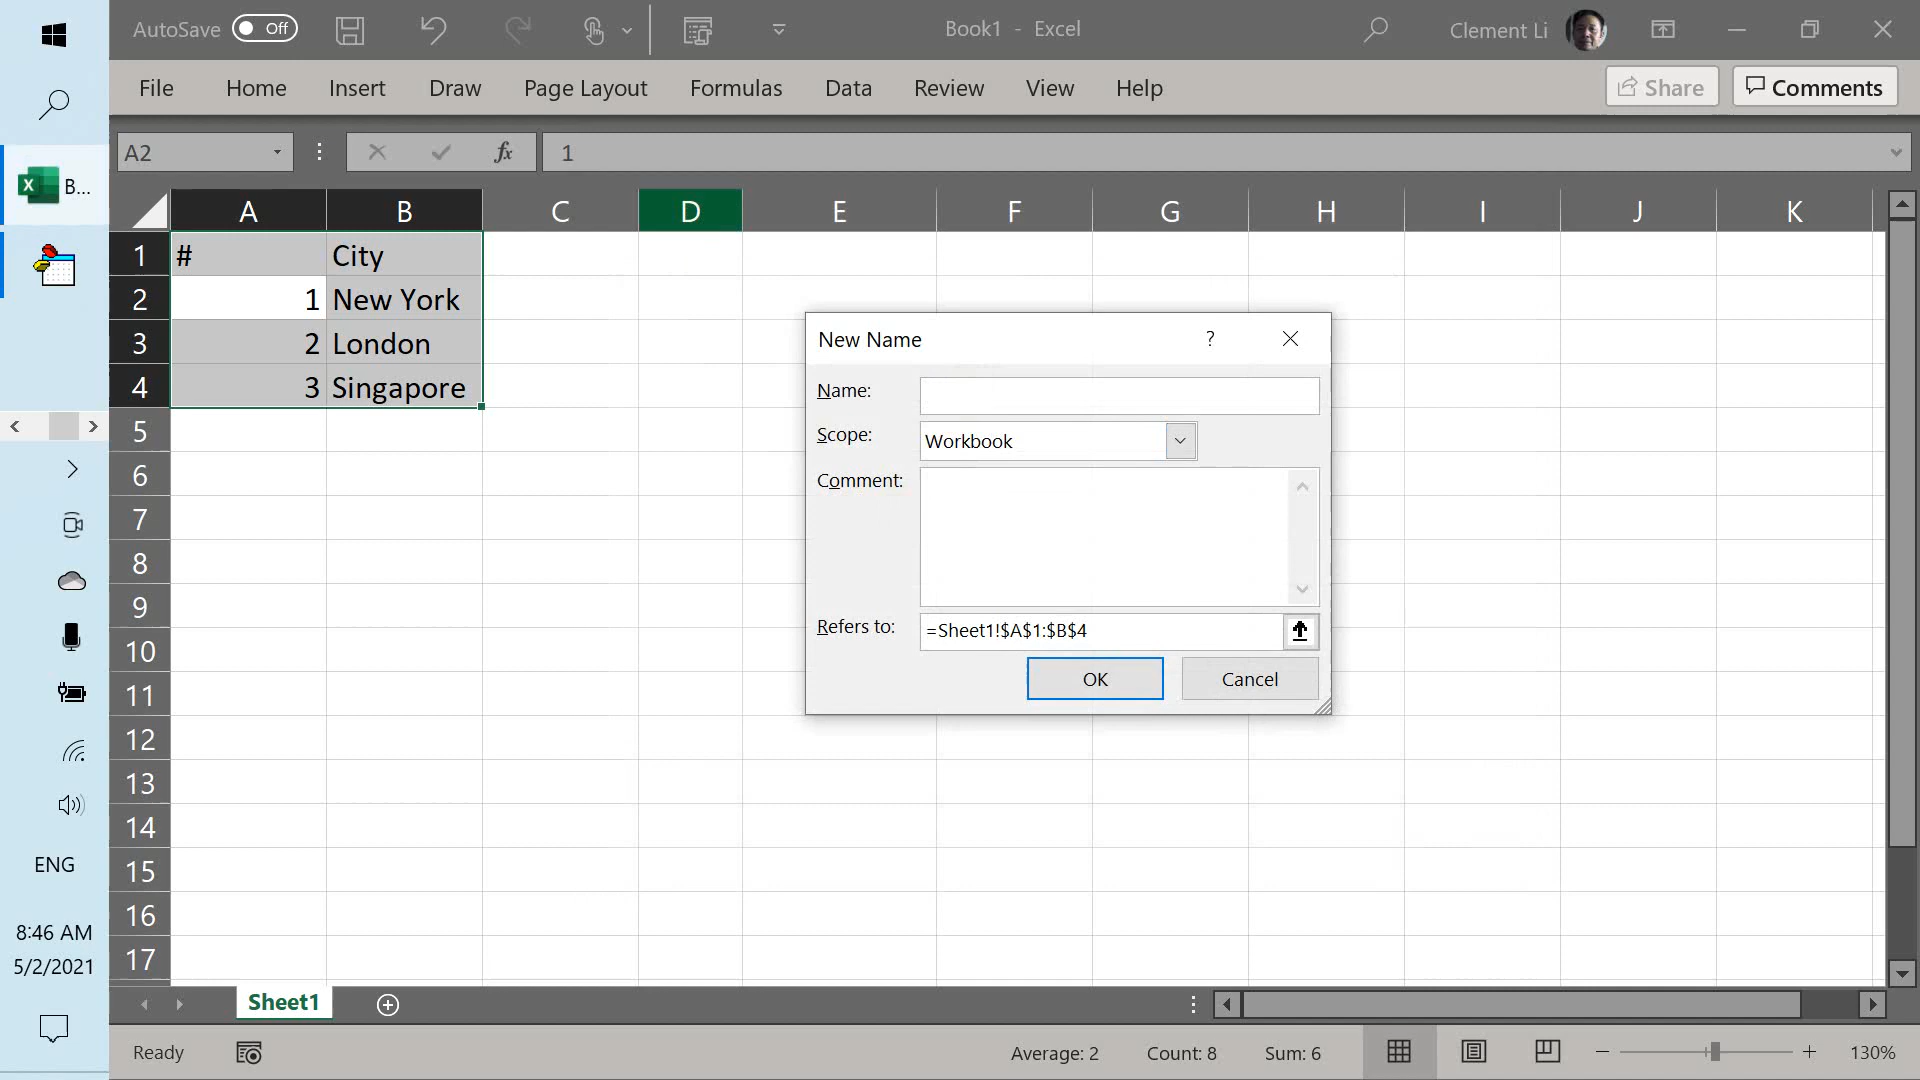 AutoSave Off
Book1 - Excel
Clement Li
File Home Insert Draw Page Layout Formulas Data Review View Help
Share Comments
B...
A2
fx
1
A B C D E F G H I J K
1 # City
2 1 New York
3 2 London
4 3 Singapore
5
6
7
8
9
10
11
12
13
14
15
16
17
New Name ?
Name:
Scope: Workbook
Comment:
Refers to: =Sheet1!$A$1:$B$4
OK Cancel
ENG
8:46 AM
5/2/2021
Sheet1
Ready Average: 2 Count: 8 Sum: 6 130%